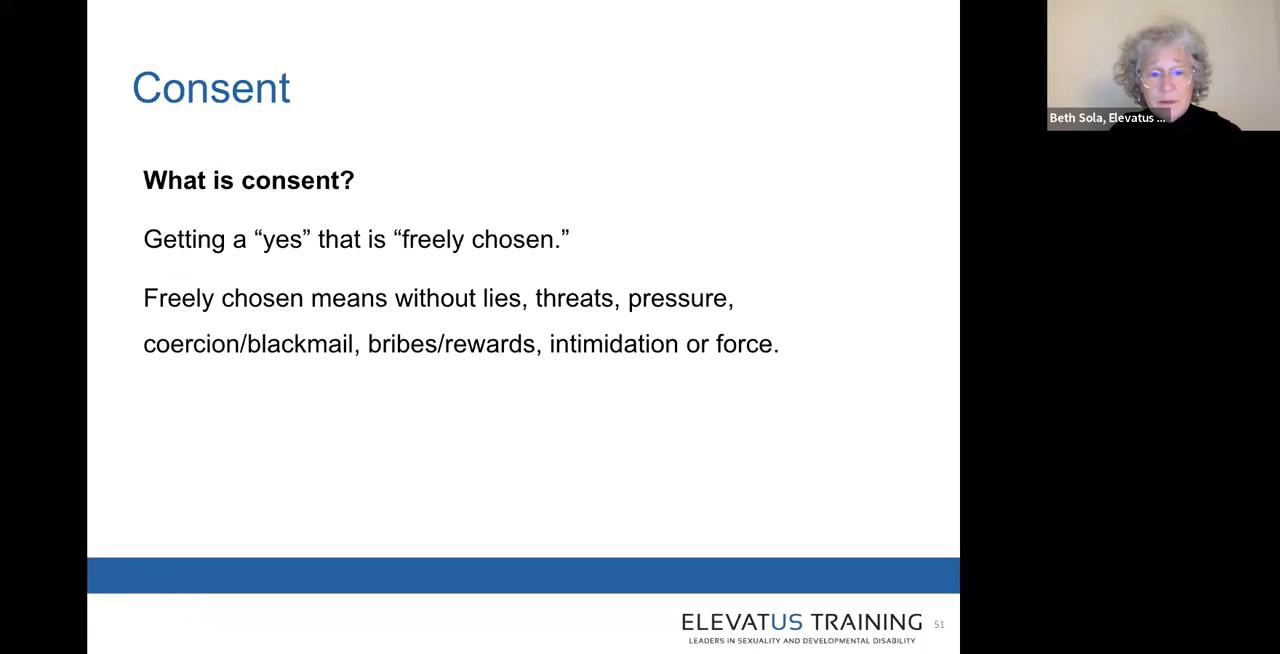 Consent
What is consent?
Getting a “yes” that is “freely chosen.”
Freely chosen means without lies, threats, pressure,
coercion/blackmail, bribes/rewards, intimidation or force.
Beth Sola, Elevatus ...
ELEVATUS TRAINING
LEADERS IN SEXUALITY AND DEVELOPMENTAL DISABILITY
51